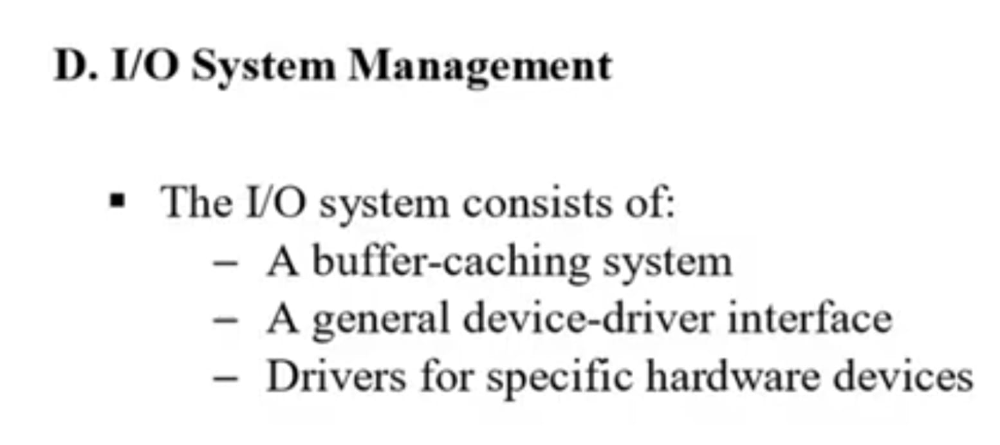 D. I/O System Management
▪ The I/O system consists of:
– A buffer-caching system
– A general device-driver interface
– Drivers for specific hardware devices